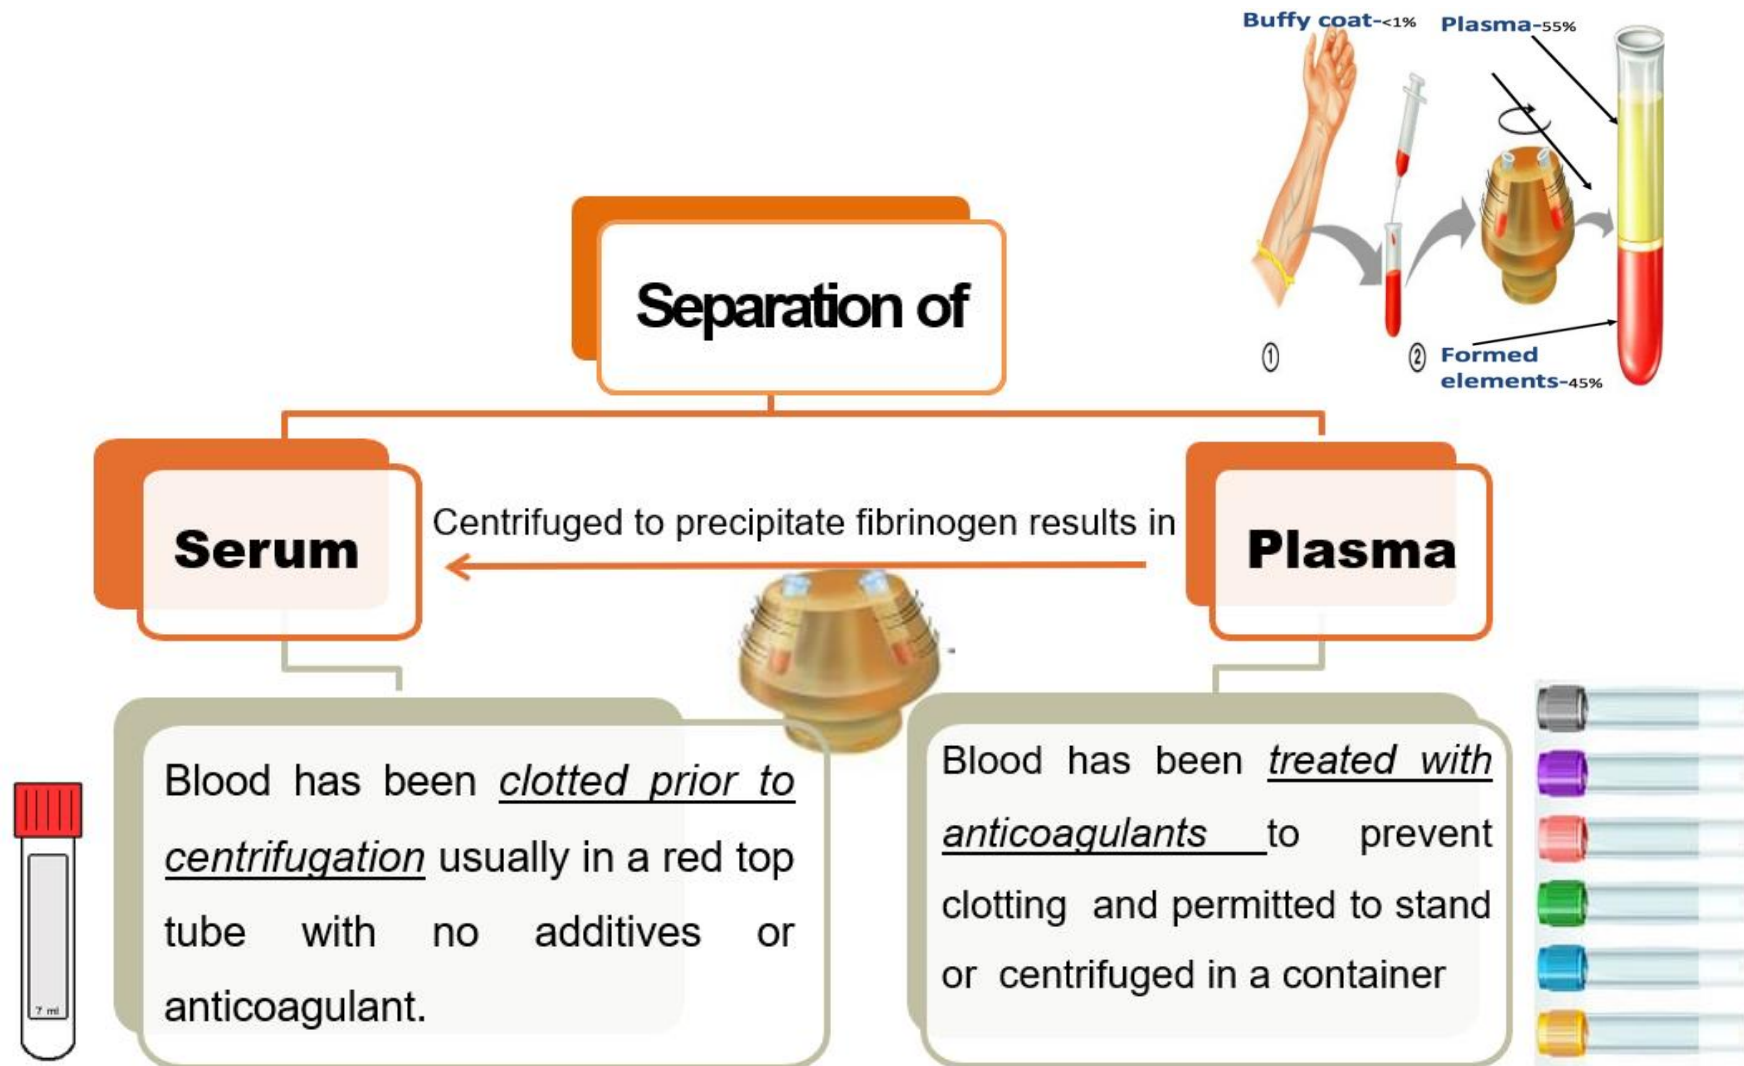 Buffy coat-<1% Plasma-55%
① ② Formed
elements-45%
Separation of
Serum
Centrifuged to precipitate fibrinogen results in
Plasma
Blood has been clotted prior to
centrifugation usually in a red top
tube with no additives or
anticoagulant.
7 ml
Blood has been treated with
anticoagulants to prevent
clotting and permitted to stand
or centrifuged in a container